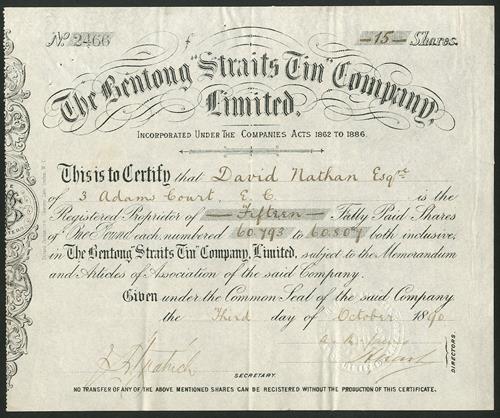 No 2466
£
—15— Shares.
The Bentong "Straits Tin" Company,
Limited.
INCORPORATED UNDER THE COMPANIES ACTS 1862 TO 1886.
This is to Certify that David Nathan Esqre
of 3 Adams Court, E. C. is the
Registered Proprietor of — Fifteen — Fully Paid Shares
of One Pound each, numbered 60.793 to 60.807 both inclusive,
in The Bentong "Straits Tin" Company, Limited, subject to the Memorandum
and Articles of Association of the said Company.
Given under the Common Seal of the said Company
the Third day of October 1890
DIRECTORS.
SECRETARY.
NO TRANSFER OF ANY OF THE ABOVE MENTIONED SHARES CAN BE REGISTERED WITHOUT THE PRODUCTION OF THIS CERTIFICATE.